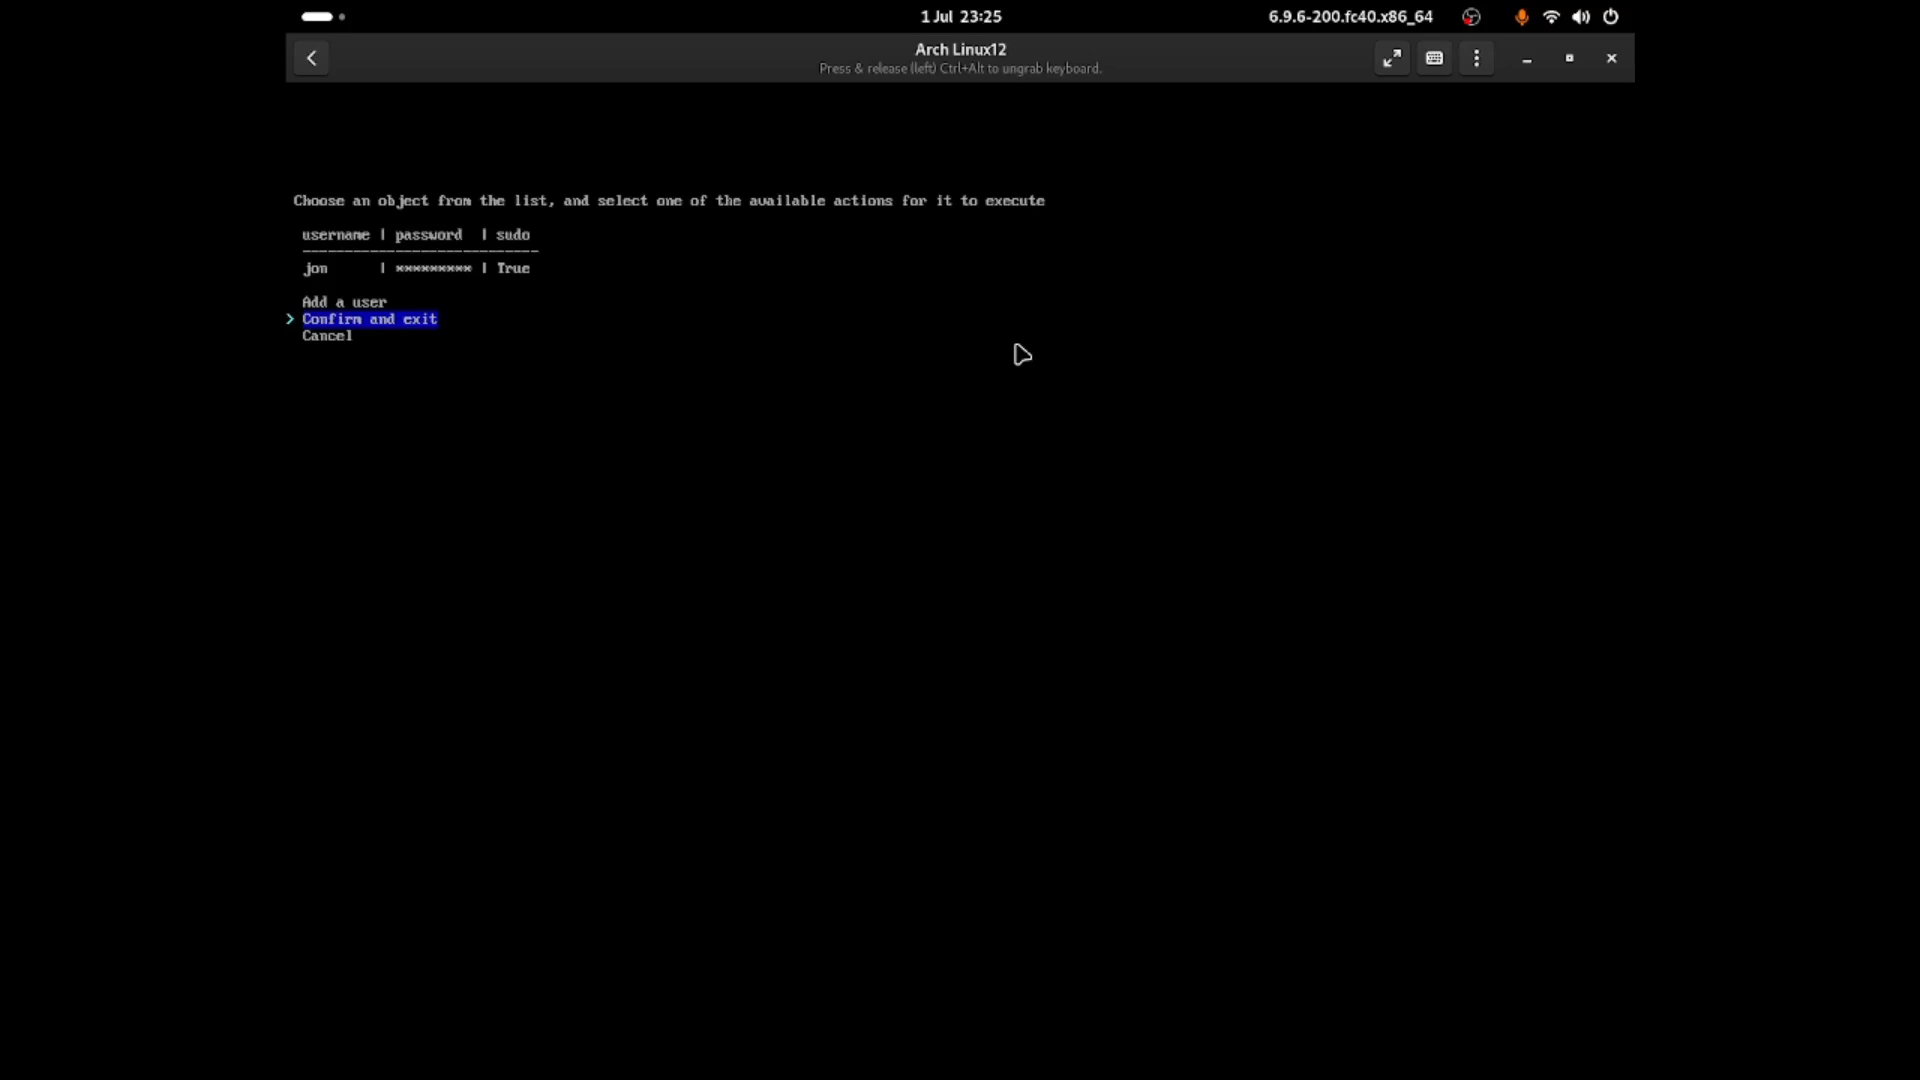 1 Jul 23:25
6.9.6-200.fc40.x86_64
Arch Linux12
Press & release (left) Ctrl+Alt to ungrab keyboard.
Choose an object from the list, and select one of the available actions for it to execute
username | password | sudo
---------------------------
jon | ********* | True
Add a user
> Confirm and exit
Cancel